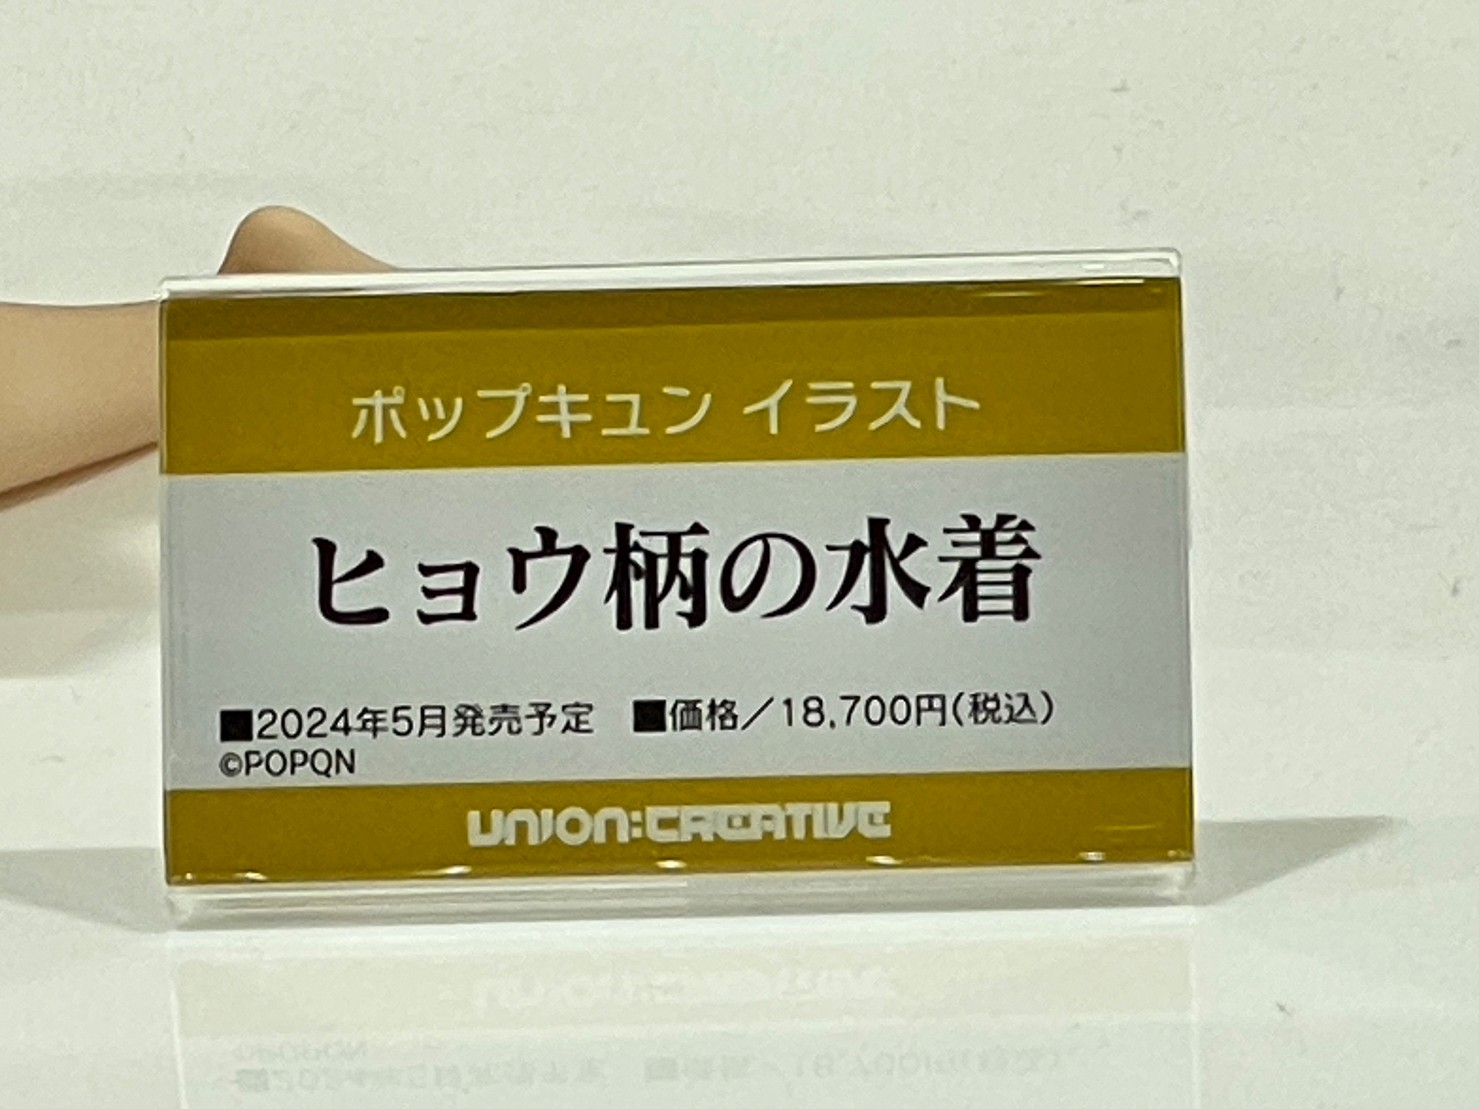 ポップキュン イラスト
ヒョウ柄の水着
■2024年5月発売予定　■価格／18,700円(税込)
©POPQN
UNION:CREATIVE